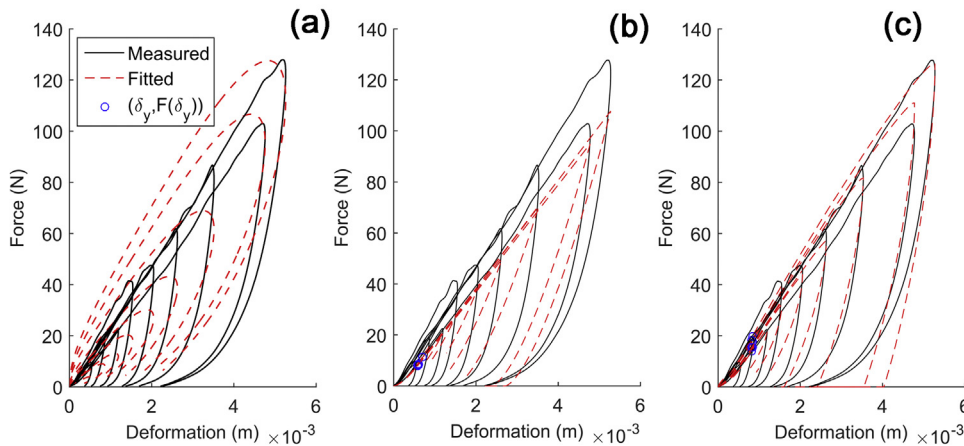 (a)
140
120
100
80
60
40
20
0
Force (N)
Measured
Fitted
(δy,F(δy))
0 2 4 6
Deformation (m) ×10-3
(b)
140
120
100
80
60
40
20
0
Force (N)
0 2 4 6
Deformation (m) ×10-3
(c)
140
120
100
80
60
40
20
0
Force (N)
0 2 4 6
Deformation (m) ×10-3